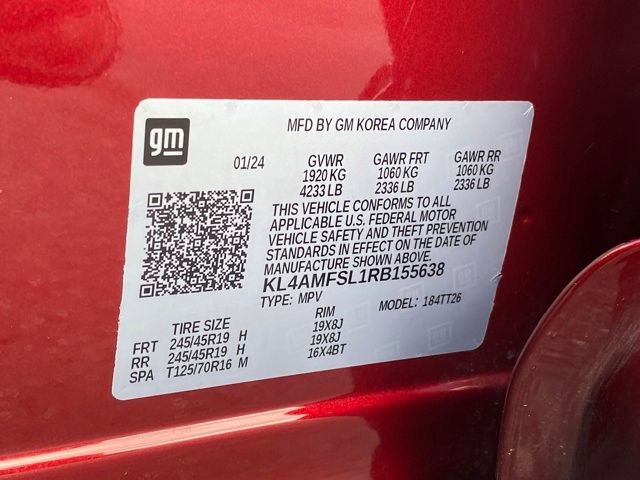 gm
MFD BY GM KOREA COMPANY
01/24 GVWR GAWR FRT GAWR RR
1920 KG 1060 KG 1060 KG
4233 LB 2336 LB 2336 LB
THIS VEHICLE CONFORMS TO ALL
APPLICABLE U.S. FEDERAL MOTOR
VEHICLE SAFETY AND THEFT PREVENTION
STANDARDS IN EFFECT ON THE DATE OF
MANUFACTURE SHOWN ABOVE.
KL4AMFSL1RB155638
TYPE: MPV MODEL: 184TT26
TIRE SIZE RIM
FRT 245/45R19 H 19X8J
RR 245/45R19 H 19X8J
SPA T125/70R16 M 16X4BT